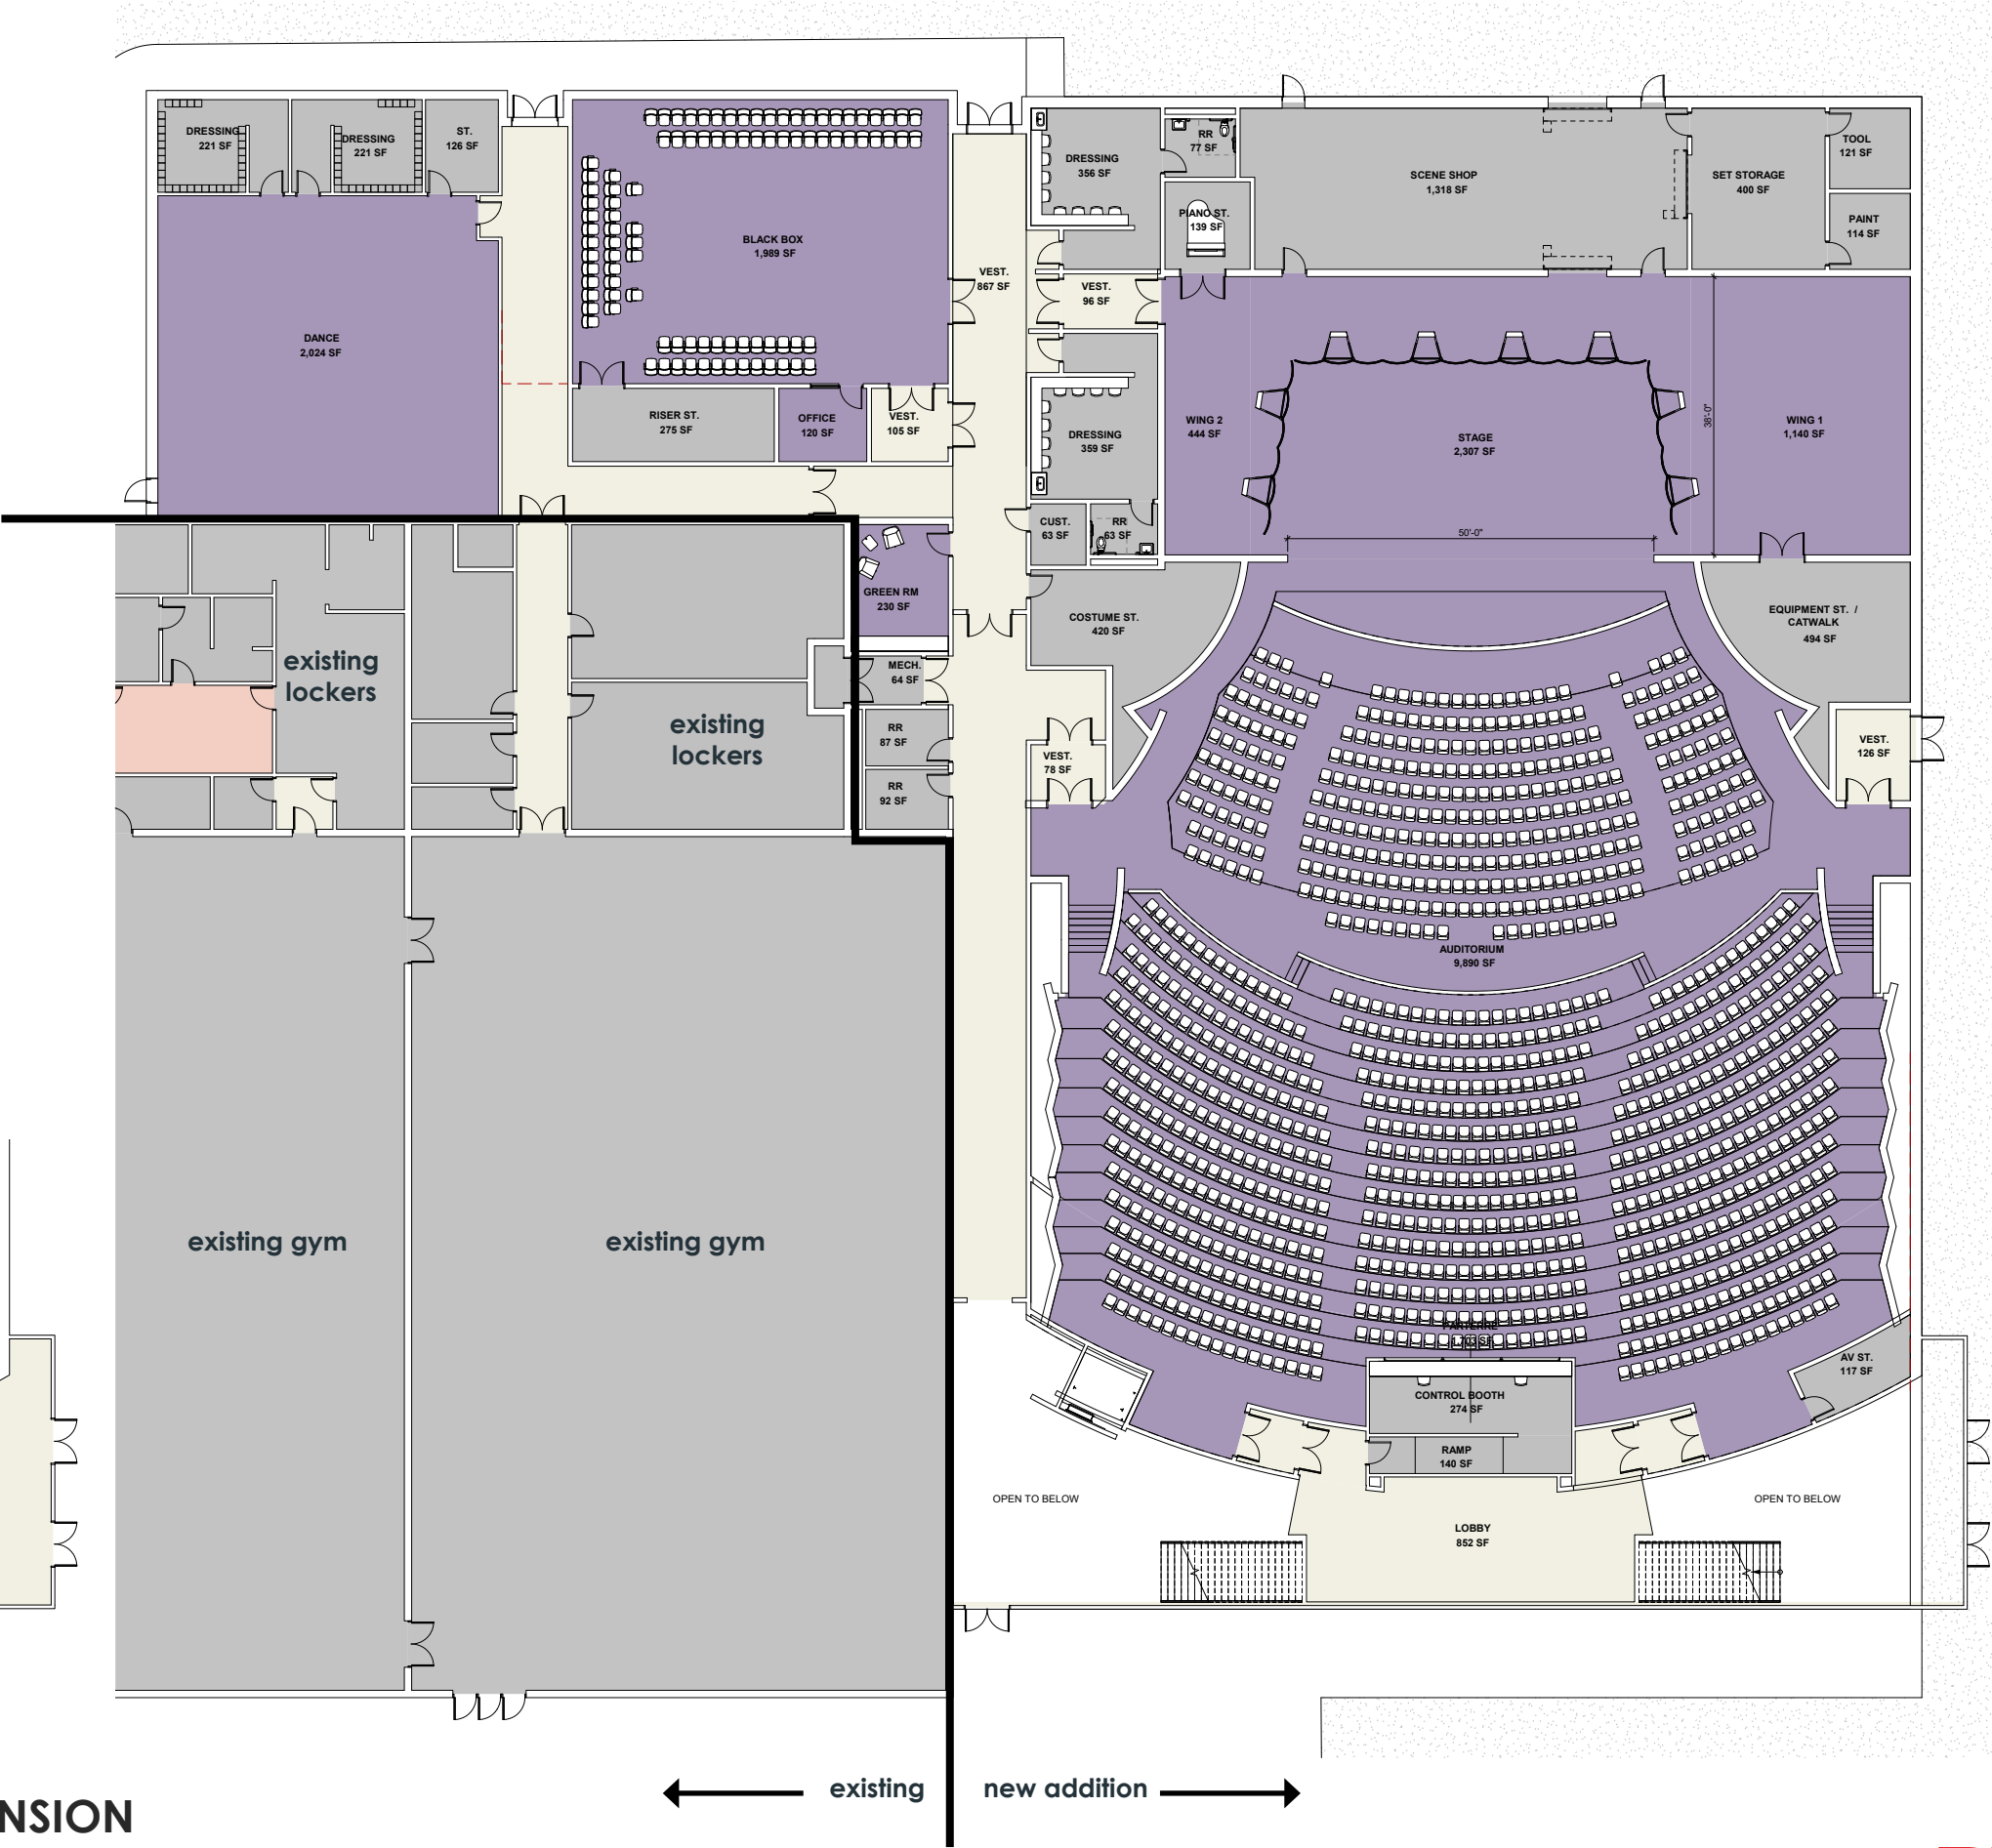 DRESSING
221 SF
DRESSING
221 SF
ST.
126 SF
DANCE
2,024 SF
BLACK BOX
1,989 SF
RISER ST.
275 SF
OFFICE
120 SF
VEST.
105 SF
VEST.
867 SF
DRESSING
356 SF
RR
77 SF
PIANO ST.
139 SF
VEST.
96 SF
SCENE SHOP
1,318 SF
SET STORAGE
400 SF
TOOL
121 SF
PAINT
114 SF
DRESSING
359 SF
WING 2
444 SF
STAGE
2,307 SF
38'-0"
WING 1
1,140 SF
50'-0"
CUST.
63 SF
RR
63 SF
GREEN RM
230 SF
COSTUME ST.
420 SF
EQUIPMENT ST. /
CATWALK
494 SF
existing
lockers
existing
lockers
MECH.
64 SF
RR
87 SF
RR
92 SF
VEST.
78 SF
VEST.
126 SF
AUDITORIUM
9,890 SF
existing gym
existing gym
PARTERRE
1,703 SF
AV ST.
117 SF
CONTROL BOOTH
274 SF
RAMP
140 SF
OPEN TO BELOW
OPEN TO BELOW
LOBBY
852 SF
existing
new addition
NSION